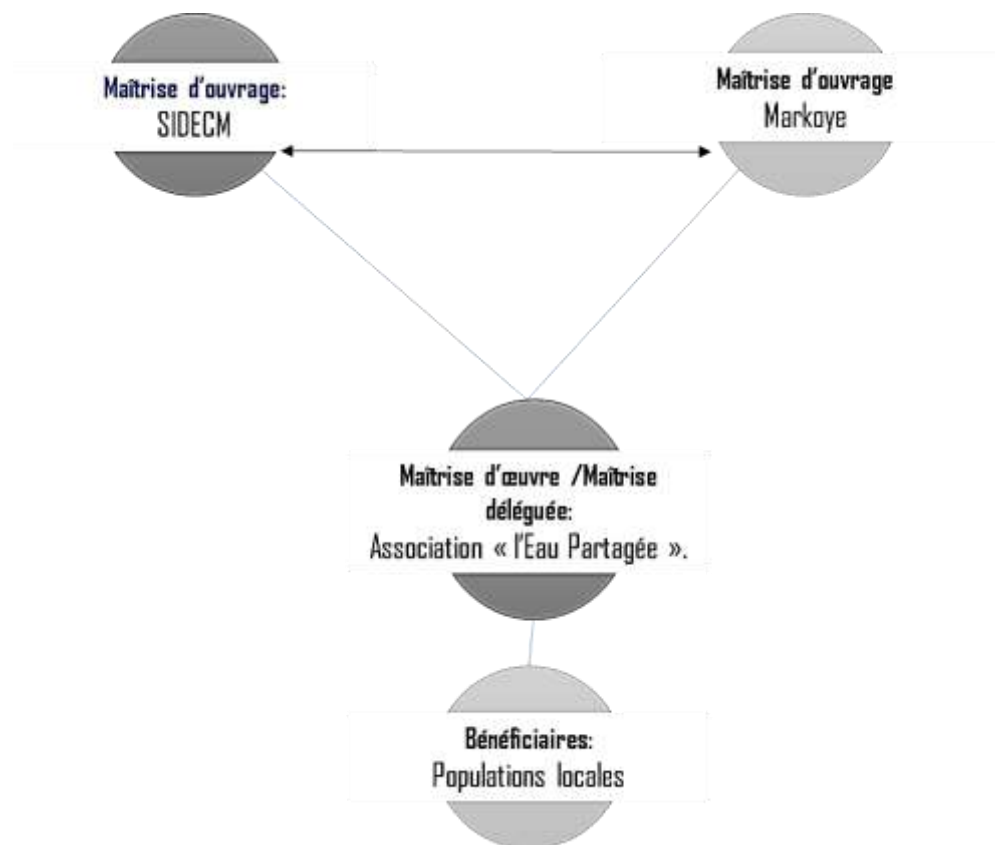 Maîtrise d'ouvrage:
SIDECM
Maîtrise d'ouvrage
Markoye
Maîtrise d'œuvre /Maîtrise
déléguée:
Association « l'Eau Partagée ».
Bénéficiaires:
Populations locales